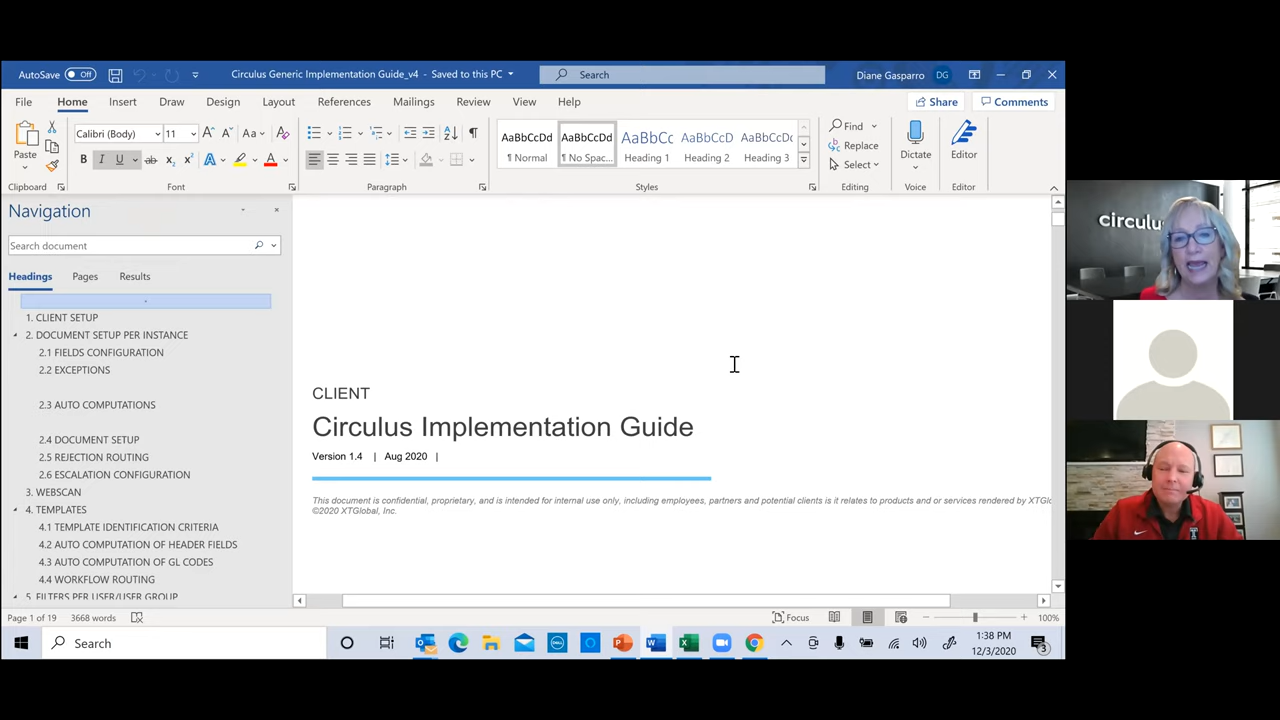 AutoSave Off
Circulus Generic Implementation Guide_v4 - Saved to this PC
Search
Diane Gasparro DG
File Home Insert Draw Design Layout References Mailings Review View Help
Share Comments
Paste
Calibri (Body) 11
Aa
B I U ab x₂ x² A A
AaBbCcDd AaBbCcDd AaBbCc AaBbCcD AaBbCcDc
¶ Normal ¶ No Spac... Heading 1 Heading 2 Heading 3
Find
Replace
Select
Dictate
Editor
Clipboard Font Paragraph Styles Editing Voice Editor
Navigation
Search document
Headings Pages Results
1. CLIENT SETUP
2. DOCUMENT SETUP PER INSTANCE
2.1 FIELDS CONFIGURATION
2.2 EXCEPTIONS
2.3 AUTO COMPUTATIONS
2.4 DOCUMENT SETUP
2.5 REJECTION ROUTING
2.6 ESCALATION CONFIGURATION
3. WEBSCAN
4. TEMPLATES
4.1 TEMPLATE IDENTIFICATION CRITERIA
4.2 AUTO COMPUTATION OF HEADER FIELDS
4.3 AUTO COMPUTATION OF GL CODES
4.4 WORKFLOW ROUTING
5. FILTERS PER USER/USER GROUP
CLIENT
Circulus Implementation Guide
Version 1.4 | Aug 2020 |
This document is confidential, proprietary, and is intended for internal use only, including employees, partners and potential clients is it relates to products and or services rendered by XTGlo
©2020 XTGlobal, Inc.
circulu
Page 1 of 19 3668 words
Focus
100%
Search
1:38 PM
12/3/2020
3